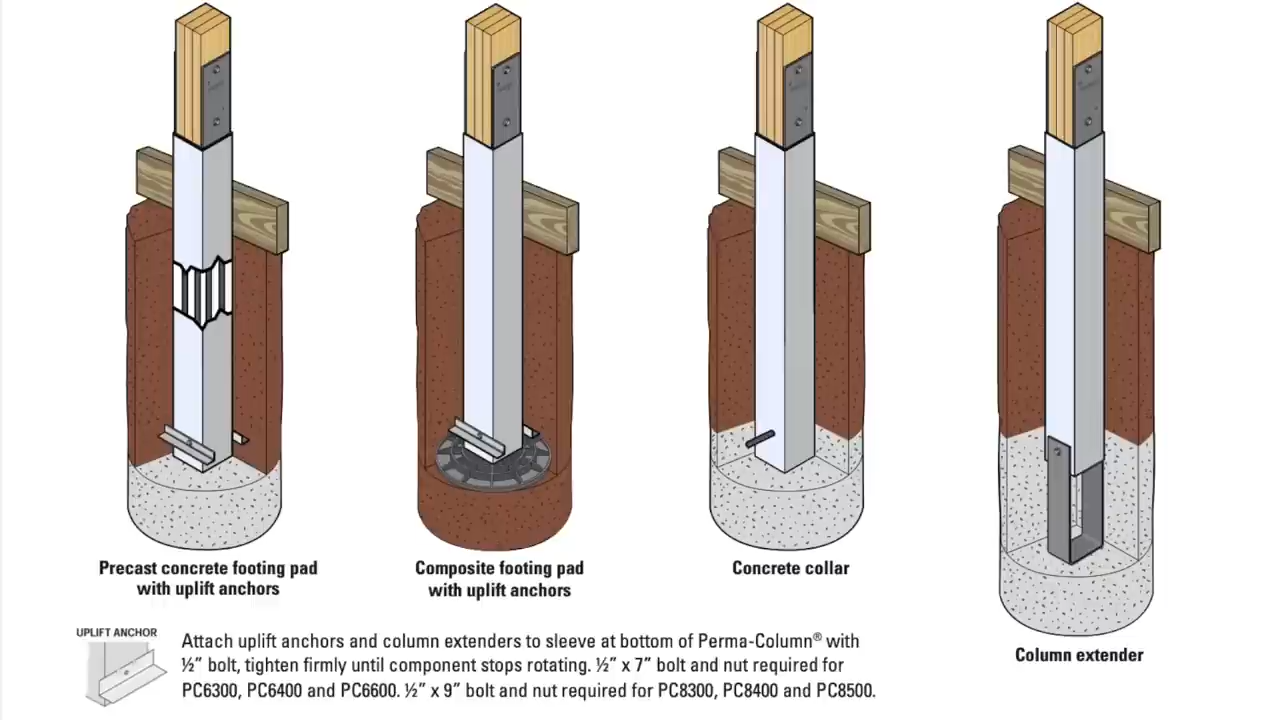 Precast concrete footing pad
with uplift anchors
Composite footing pad
with uplift anchors
Concrete collar
Column extender
UPLIFT ANCHOR
Attach uplift anchors and column extenders to sleeve at bottom of Perma-Column® with
½” bolt, tighten firmly until component stops rotating. ½” x 7” bolt and nut required for
PC6300, PC6400 and PC6600. ½” x 9” bolt and nut required for PC8300, PC8400 and PC8500.